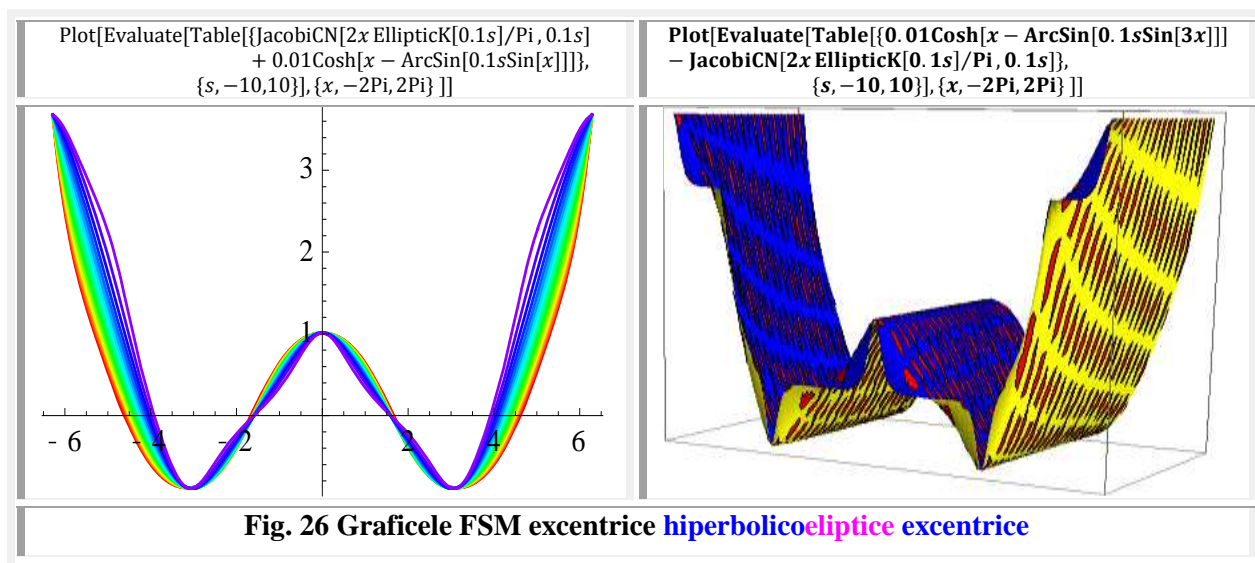 Plot[Evaluate[Table[{JacobiCN[2x EllipticK[0.1s]/Pi , 0.1s]
+ 0.01Cosh[x − ArcSin[0.1sSin[x]]]},
{s, −10,10}], {x, −2Pi, 2Pi} ]]
Plot[Evaluate[Table[{0. 01Cosh[x − ArcSin[0. 1sSin[3x]]]
− JacobiCN[2x EllipticK[0. 1s]/Pi , 0. 1s]},
{s, −10, 10}], {x, −2Pi, 2Pi} ]]
3
2
1
- 6
- 4
- 2
2
4
6
Fig. 26 Graficele FSM excentrice hiperbolicoeliptice excentrice